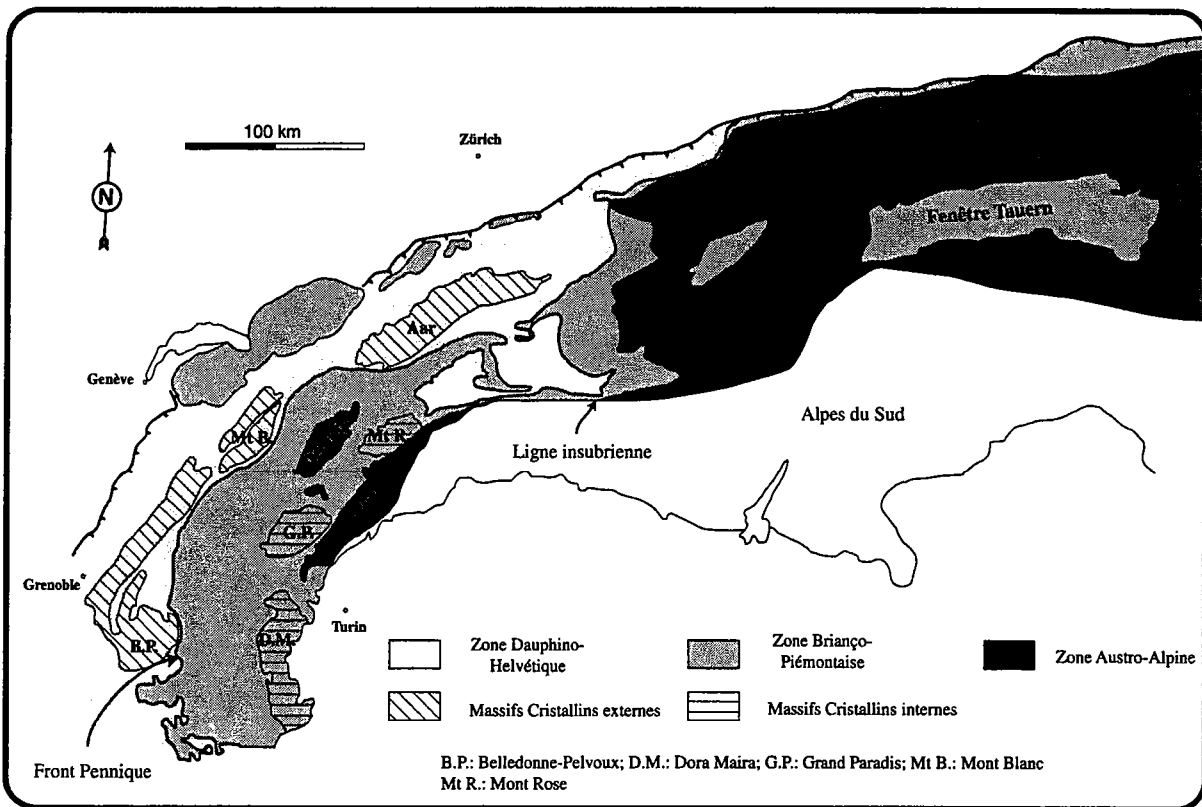 100 km
Zürich
N
Fenêtre Tauern
Aar
Genève
Mt B.
Mt R.
Ligne insubrienne
Alpes du Sud
G.P.
Grenoble
Turin
B.P.
D.M.
Zone Dauphino-
Helvétique
Zone Brianço-
Piémontaise
Zone Austro-Alpine
Massifs Cristallins externes
Massifs Cristallins internes
Front Pennique
B.P.: Belledonne-Pelvoux; D.M.: Dora Maira; G.P.: Grand Paradis; Mt B.: Mont Blanc
Mt R.: Mont Rose